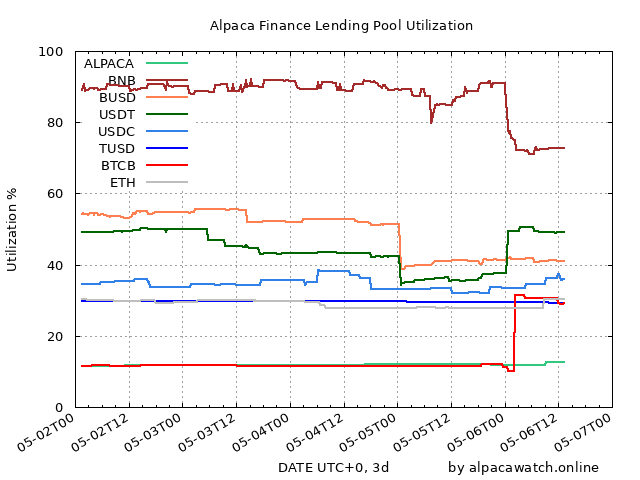 Alpaca Finance Lending Pool Utilization
100
80
60
40
20
0
Utilization %
ALPACA
BNB
BUSD
USDT
USDC
TUSD
BTCB
ETH
05-02T00
05-02T12
05-03T00
05-03T12
05-04T00
05-04T12
05-05T00
05-05T12
05-06T00
05-06T12
05-07T00
DATE UTC+0, 3d
by alpacawatch.online